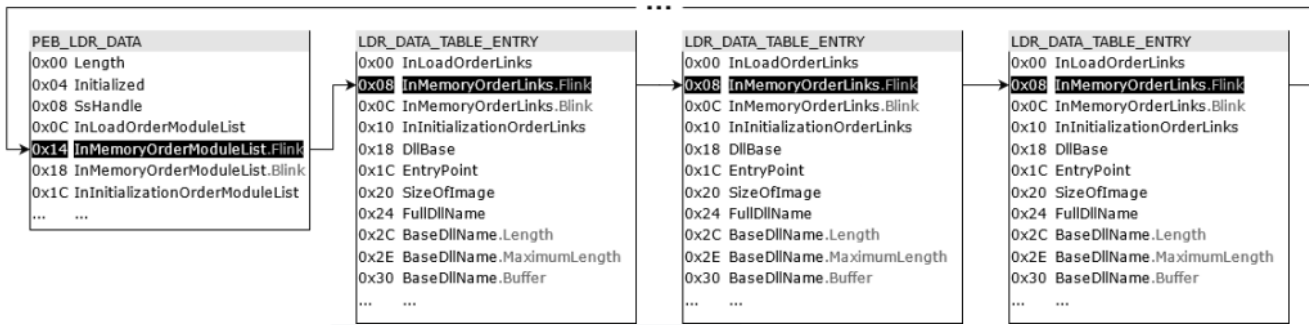 ...
PEB_LDR_DATA
0x00 Length
0x04 Initialized
0x08 SsHandle
0x0C InLoadOrderModuleList
0x14 InMemoryOrderModuleList.Flink
0x18 InMemoryOrderModuleList.Blink
0x1C InInitializationOrderModuleList
... ...
LDR_DATA_TABLE_ENTRY
0x00 InLoadOrderLinks
0x08 InMemoryOrderLinks.Flink
0x0C InMemoryOrderLinks.Blink
0x10 InInitializationOrderLinks
0x18 DllBase
0x1C EntryPoint
0x20 SizeOfImage
0x24 FullDllName
0x2C BaseDllName.Length
0x2E BaseDllName.MaximumLength
0x30 BaseDllName.Buffer
... ...
LDR_DATA_TABLE_ENTRY
0x00 InLoadOrderLinks
0x08 InMemoryOrderLinks.Flink
0x0C InMemoryOrderLinks.Blink
0x10 InInitializationOrderLinks
0x18 DllBase
0x1C EntryPoint
0x20 SizeOfImage
0x24 FullDllName
0x2C BaseDllName.Length
0x2E BaseDllName.MaximumLength
0x30 BaseDllName.Buffer
... ...
LDR_DATA_TABLE_ENTRY
0x00 InLoadOrderLinks
0x08 InMemoryOrderLinks.Flink
0x0C InMemoryOrderLinks.Blink
0x10 InInitializationOrderLinks
0x18 DllBase
0x1C EntryPoint
0x20 SizeOfImage
0x24 FullDllName
0x2C BaseDllName.Length
0x2E BaseDllName.MaximumLength
0x30 BaseDllName.Buffer
... ...